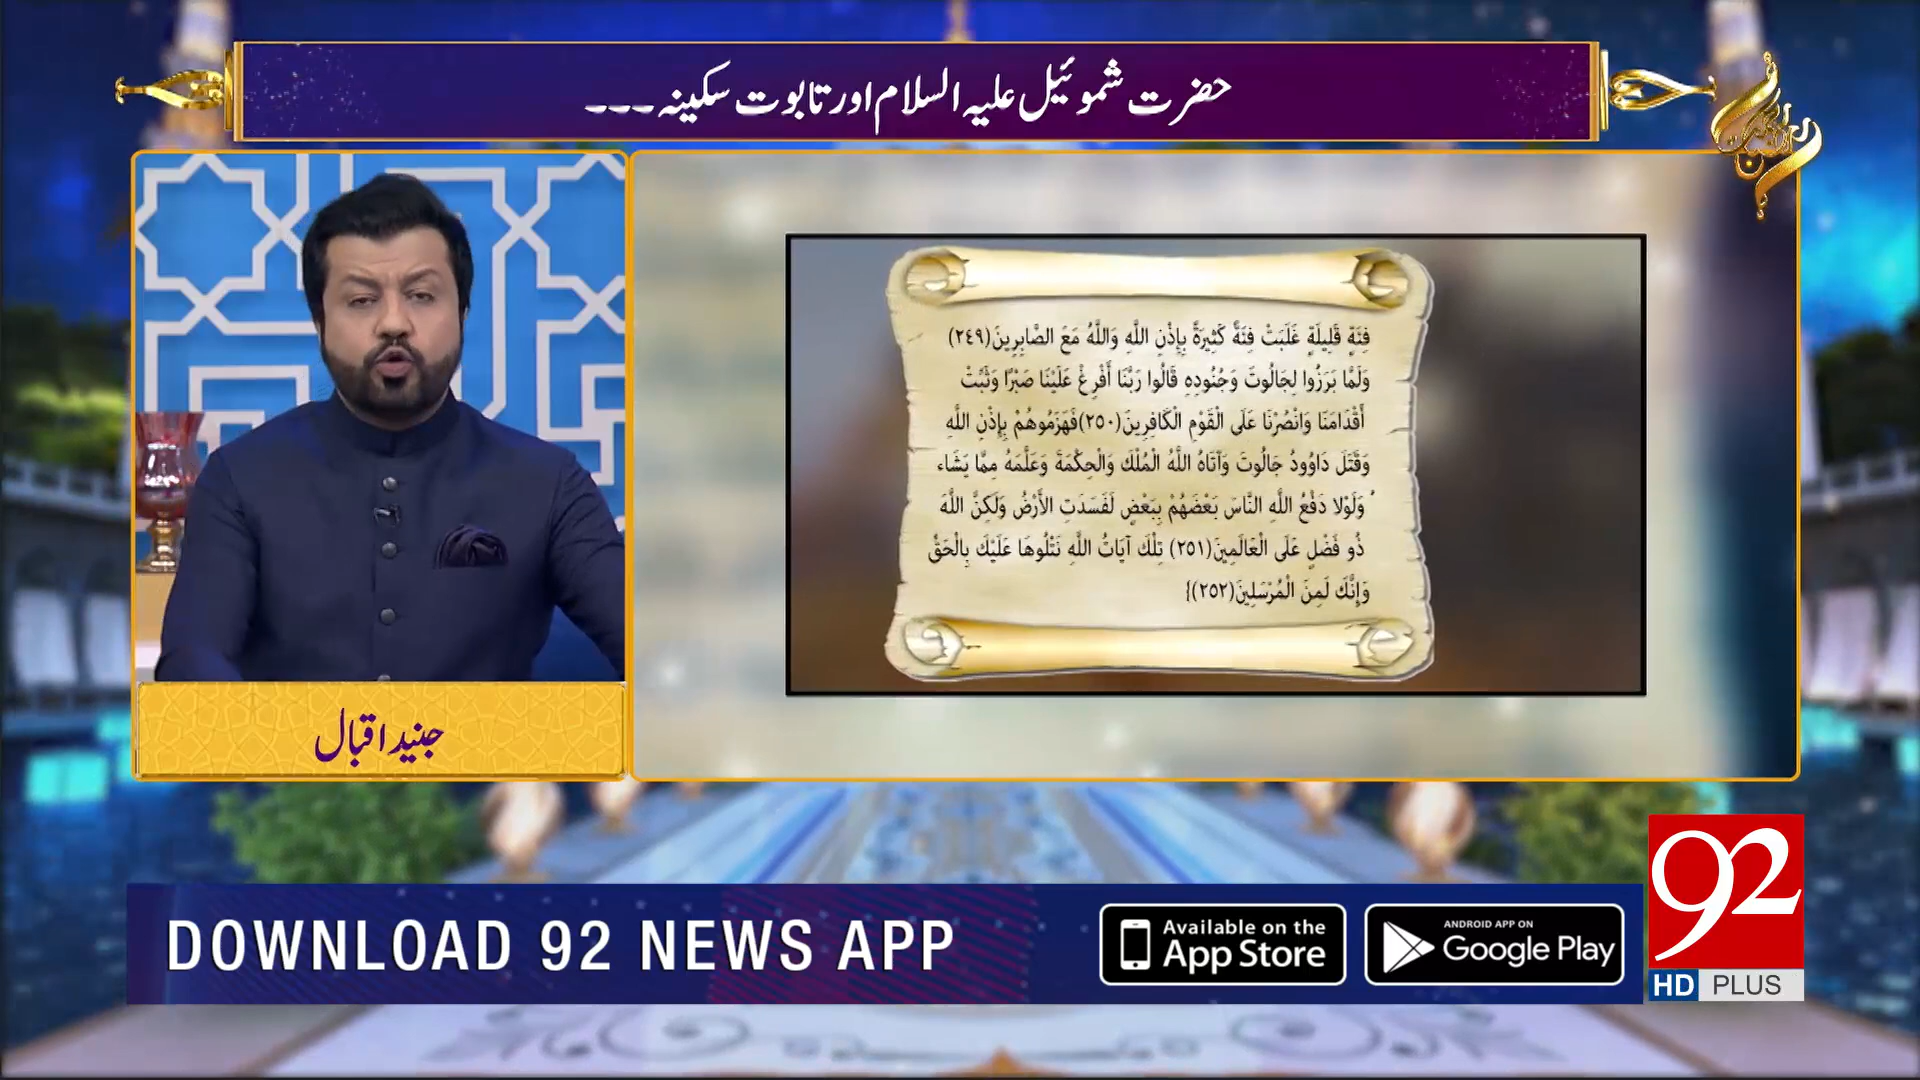 حضرت شموئیل علیہ السلام اور تابوت سکینہ ---
فِئَةٍ قَلِيلَةٍ غَلَبَتْ فِئَةً كَثِيرَةً بِإِذْنِ اللَّهِ وَاللَّهُ مَعَ الصَّابِرِينَ(٢٤٩)
وَلَمَّا بَرَزُوا لِجَالُوتَ وَجُنُودِهِ قَالُوا رَبَّنَا أَفْرِغْ عَلَيْنَا صَبْرًا وَثَبِّتْ
أَقْدَامَنَا وَانْصُرْنَا عَلَى الْقَوْمِ الْكَافِرِينَ(٢٥٠)فَهَزَمُوهُمْ بِإِذْنِ اللَّهِ
وَقَتَلَ دَاوُودُ جَالُوتَ وَآتَاهُ اللَّهُ الْمُلْكَ وَالْحِكْمَةَ وَعَلَّمَهُ مِمَّا يَشَاء
ُ وَلَوْلا دَفْعُ اللَّهِ النَّاسَ بَعْضَهُمْ بِبَعْضٍ لَفَسَدَتِ الأَرْضُ وَلَكِنَّ اللَّهَ
ذُو فَضْلٍ عَلَى الْعَالَمِينَ(٢٥١) تِلْكَ آيَاتُ اللَّهِ نَتْلُوهَا عَلَيْكَ بِالْحَقِّ
وَإِنَّكَ لَمِنَ الْمُرْسَلِينَ(٢٥٢)}
جنید اقبال
DOWNLOAD 92 NEWS APP
Available on the
App Store
ANDROID APP ON
Google Play
92
HD PLUS